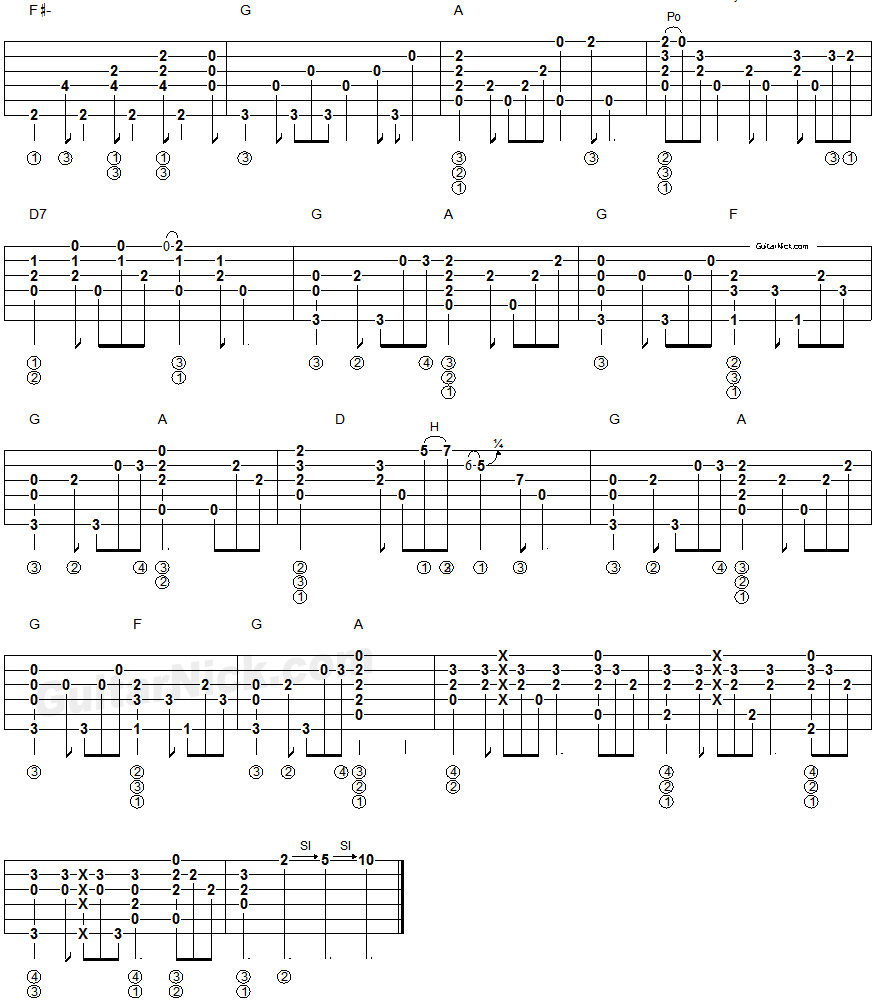 F♯- G A
Po
0 2 2 0
2 0 0 2 3 3 3 3 2
2 2 0 0 0 2 2 2 2 2 2
4 4 4 0 0 0 2 2 2 0 0 0 0
0 0 0 0
2 2 2 2 3 3 3 3
① ③ ① ① ③ ③ ③ ② ③ ①
③ ③ ② ③
① ①
D7 G A G F
0 0 0 2 GuitarNick.com
1 1 1 1 1 0 3 2 2 0 0
2 2 2 2 0 2 2 2 2 0 0 0 2 2
0 0 0 0 0 2 0 3 3 3
0 0
3 3 3 3 1 1
① ③ ③ ② ④ ③ ③ ②
② ① ② ③
① ①
G A D G A
H ¼
0 2 5 7
0 3 2 2 3 3 6 5 0 3 2 2
0 2 2 2 2 2 7 0 2 2 2 2
0 0 0 0 0 2
0 0 0 0
3 3 3 3
③ ② ④ ③ ② ① ② ① ③ ③ ② ④ ③
② ③ ②
① ①
G F G A
GuitarNick.com
0 X 0 X 0
0 0 0 0 3 2 3 3 X 3 3 3 3 3 3 X 3 3 3 3
0 0 0 2 2 0 2 2 2 2 X 2 2 2 2 2 2 X 2 2 2 2
3 3 3 2 0 X 0 X
0 0 2 2
3 3 1 1 3 3 2
③ ② ③ ② ④ ③ ④ ④ ④
③ ② ② ② ②
① ① ① ①
Sl Sl
0 2 5 10
3 3 X 3 3 2 2 3
0 0 X 0 0 2 2 2
X 2 0
0 0
3 X 3
④ ④ ③ ③ ②
③ ① ② ①